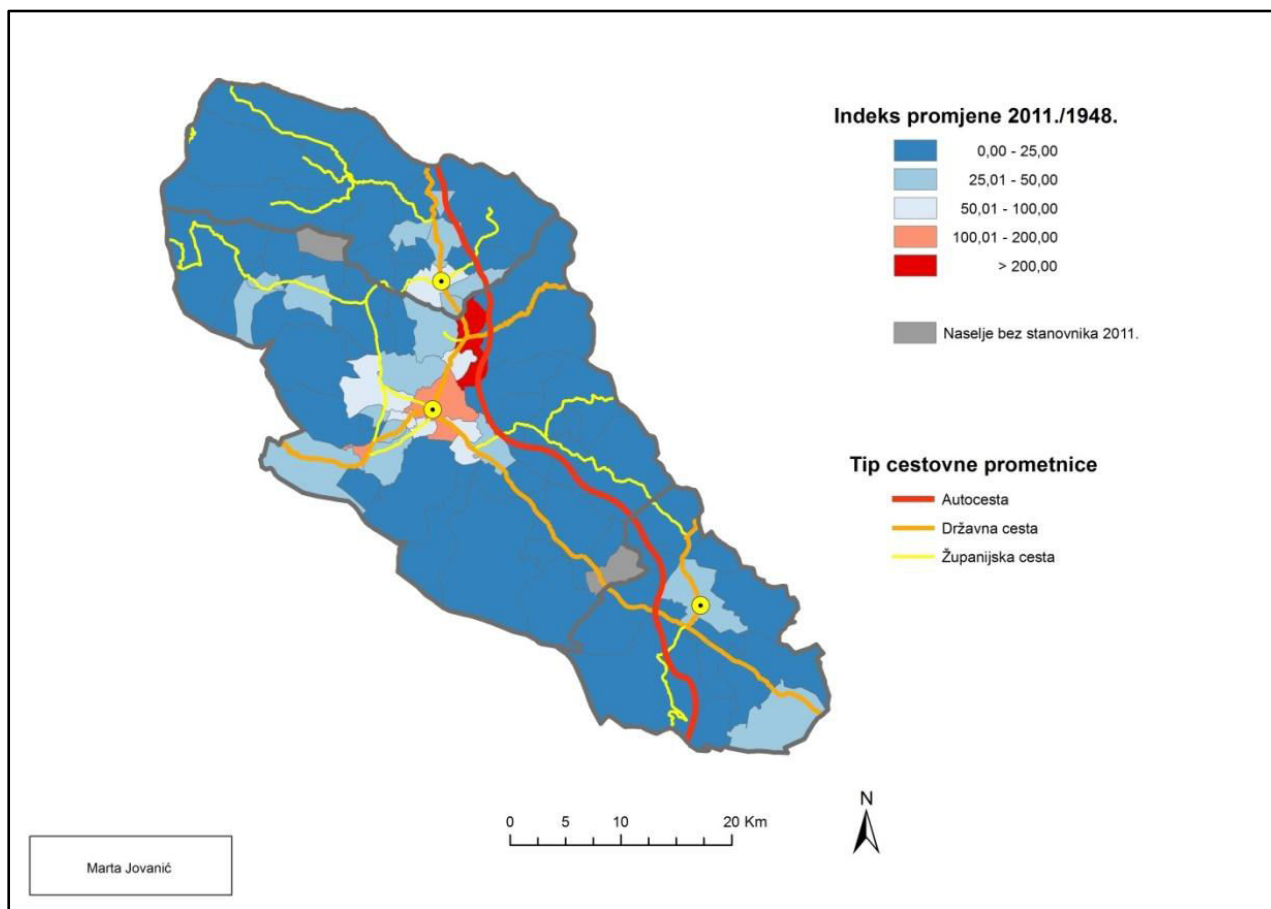 Indeks promjene 2011./1948.
0,00 - 25,00
25,01 - 50,00
50,01 - 100,00
100,01 - 200,00
> 200,00
Naselje bez stanovnika 2011.
Tip cestovne prometnice
Autocesta
Državna cesta
Županijska cesta
N
0 5 10 20 Km
Marta Jovanić